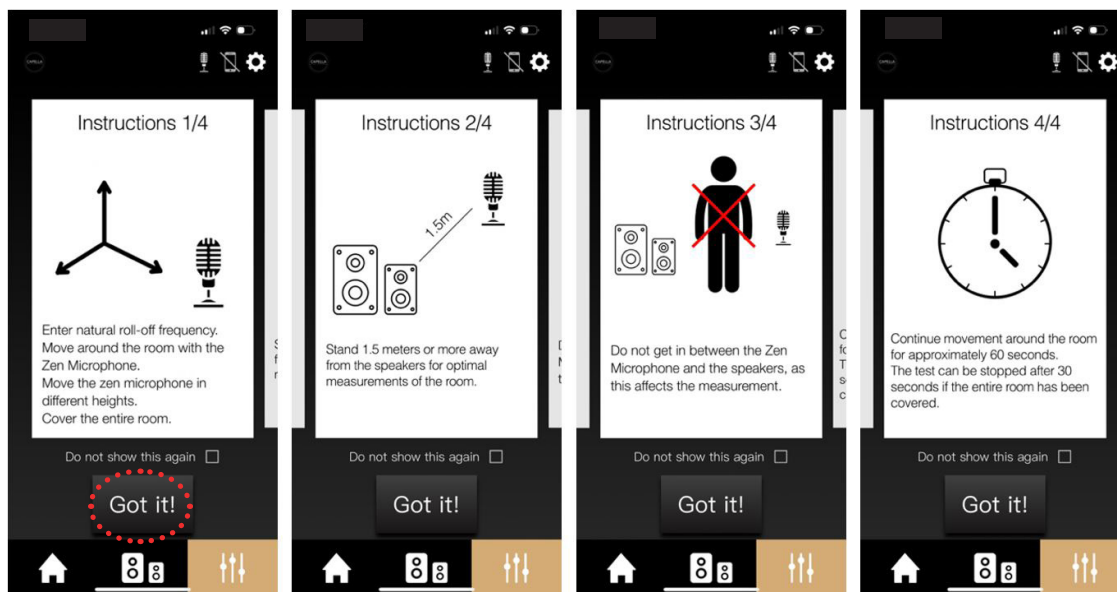 CAPELLA
Instructions 1/4
Enter natural roll-off frequency.
Move around the room with the
Zen Microphone.
Move the zen microphone in
different heights.
Cover the entire room.
Do not show this again
Got it!
CAPELLA
Instructions 2/4
1.5m
Stand 1.5 meters or more away
from the speakers for optimal
measurements of the room.
Do not show this again
Got it!
CAPELLA
Instructions 3/4
Do not get in between the Zen
Microphone and the speakers, as
this affects the measurement.
Do not show this again
Got it!
CAPELLA
Instructions 4/4
Continue movement around the room
for approximately 60 seconds.
The test can be stopped after 30
seconds if the entire room has been
covered.
Do not show this again
Got it!